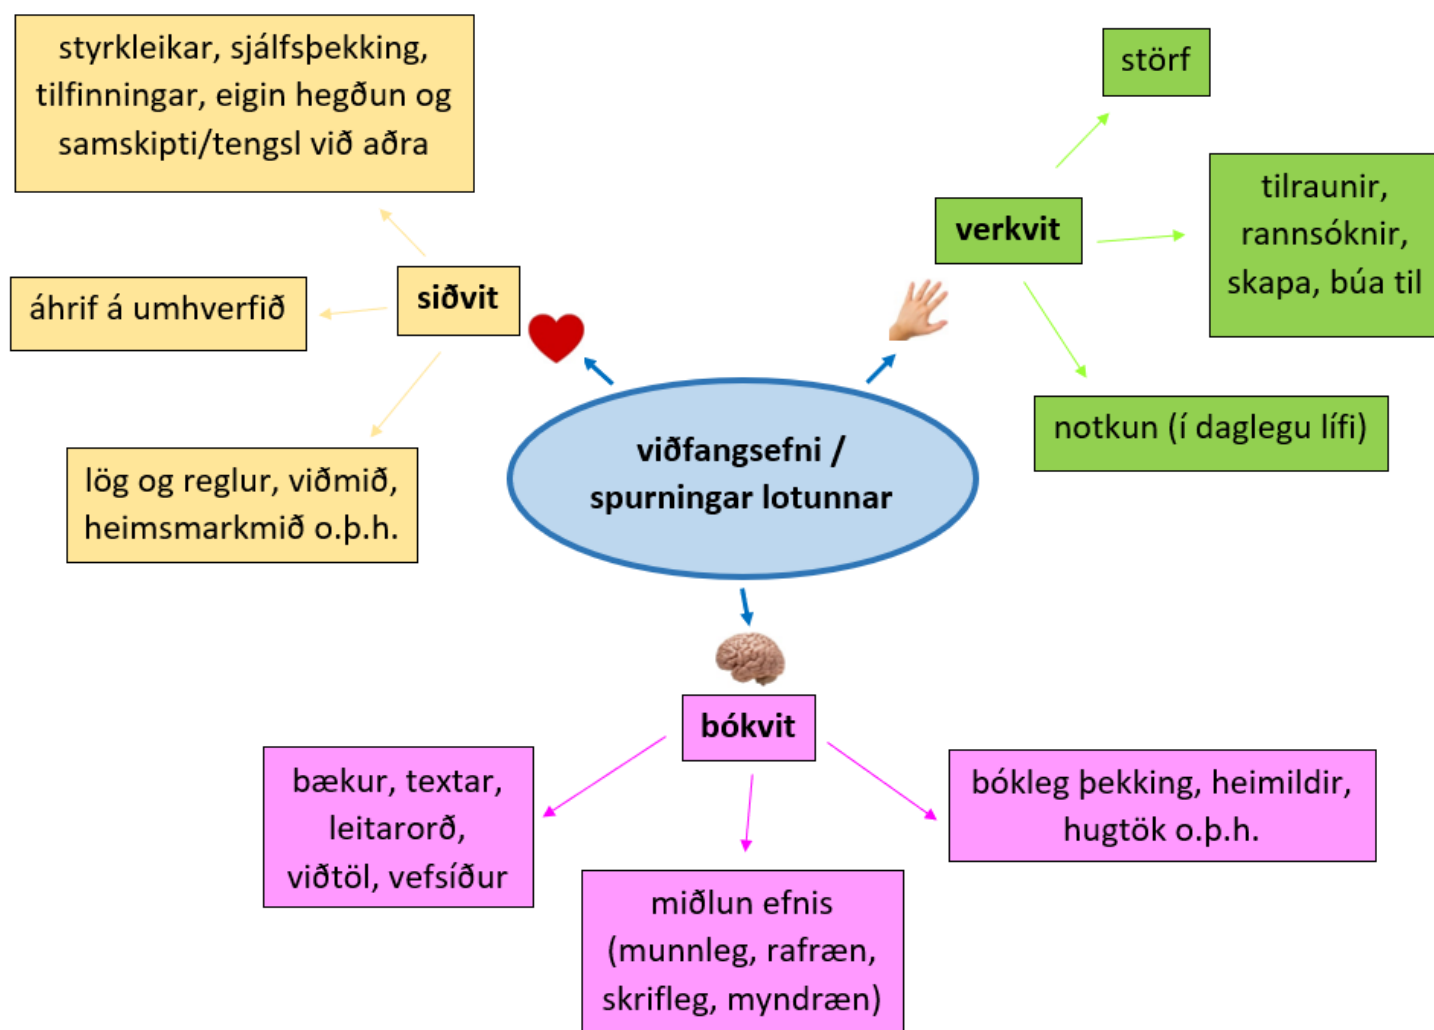 styrkleikar, sjálfsþekking,
tilfinningar, eigin hegðun og
samskipti/tengsl við aðra
áhrif á umhverfið
siðvit
lög og reglur, viðmið,
heimsmarkmið o.þ.h.
störf
verkvit
tilraunir,
rannsóknir,
skapa, búa til
notkun (í daglegu lífi)
viðfangsefni /
spurningar lotunnar
bókvit
bækur, textar,
leitarorð,
viðtöl, vefsíður
miðlun efnis
(munnleg, rafræn,
skrifleg, myndræn)
bókleg þekking, heimildir,
hugtök o.þ.h.